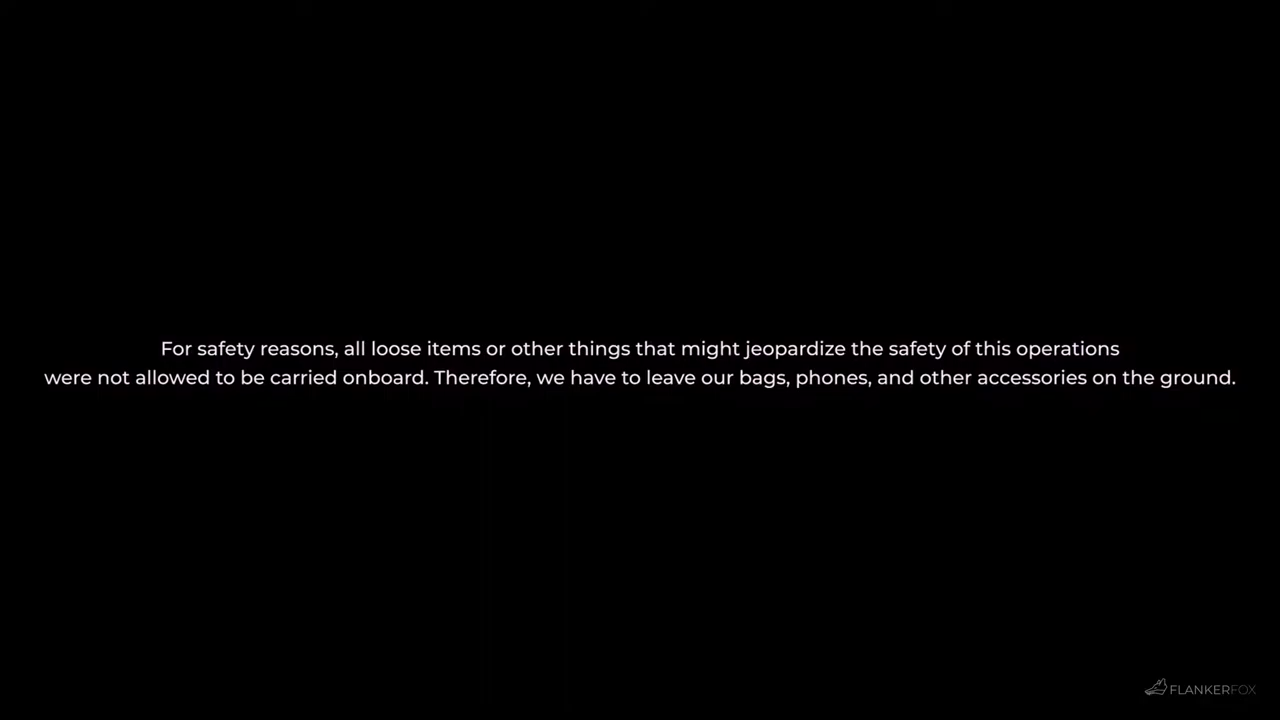 For safety reasons, all loose items or other things that might jeopardize the safety of this operations
were not allowed to be carried onboard. Therefore, we have to leave our bags, phones, and other accessories on the ground.
FLANKERFOX